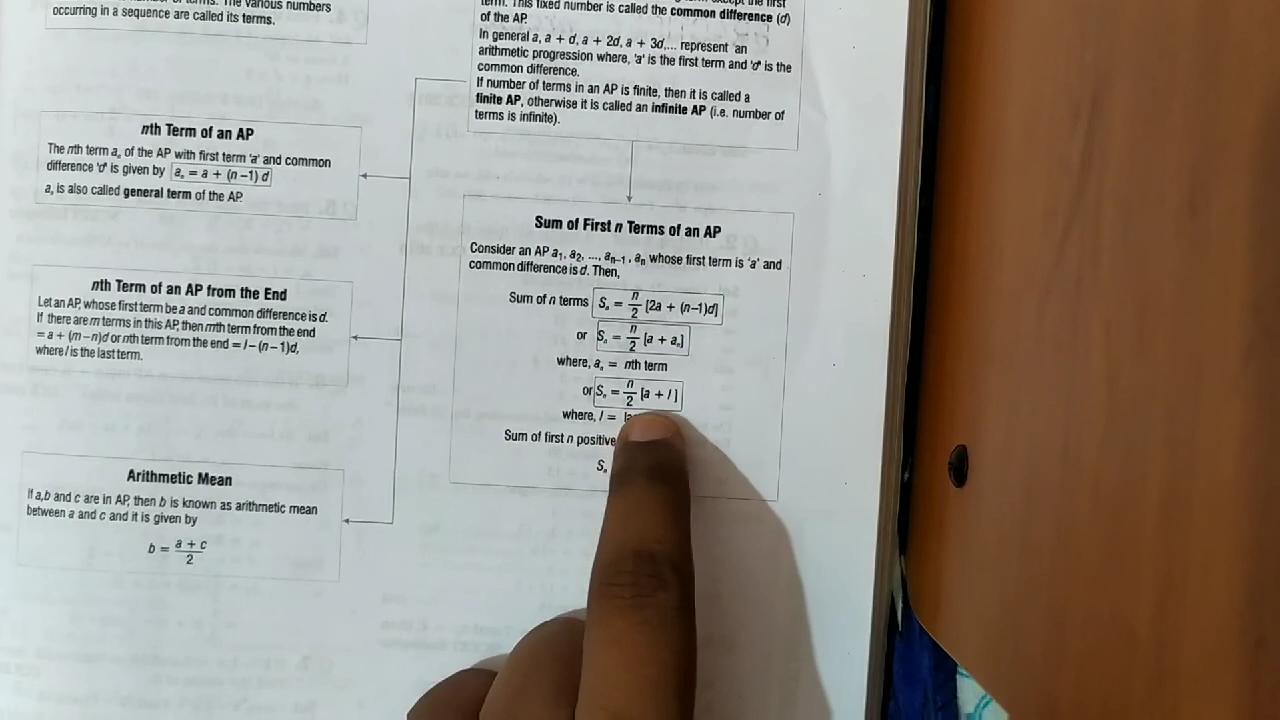 The various numbers
occurring in a sequence are called its terms.
nth Term of an AP
The nth term aₙ of the AP with first term 'a' and common
difference 'd' is given by aₙ = a + (n−1) d
aₙ is also called general term of the AP.
nth Term of an AP from the End
Let an AP, whose first term be a and common difference is d.
If there are m terms in this AP, then mth term from the end
= a + (m−n)d or nth term from the end = l−(n−1)d,
where l is the last term.
Arithmetic Mean
If a,b and c are in AP, then b is known as arithmetic mean
between a and c and it is given by
b = (a + c)/2
term. This fixed number is called the common difference (d)
of the AP.
In general a, a + d, a + 2d, a + 3d,... represent an
arithmetic progression where, 'a' is the first term and 'd' is the
common difference.
If number of terms in an AP is finite, then it is called a
finite AP, otherwise it is called an infinite AP (i.e. number of
terms is infinite).
Sum of First n Terms of an AP
Consider an AP a₁, a₂, ..., aₙ₋₁, aₙ whose first term is 'a' and
common difference is d. Then,
Sum of n terms Sₙ = n/2 [2a + (n−1)d]
or Sₙ = n/2 [a + aₙ]
where, aₙ = nth term
or Sₙ = n/2 [a + l]
where, l =
Sum of first n positive
Sₙ